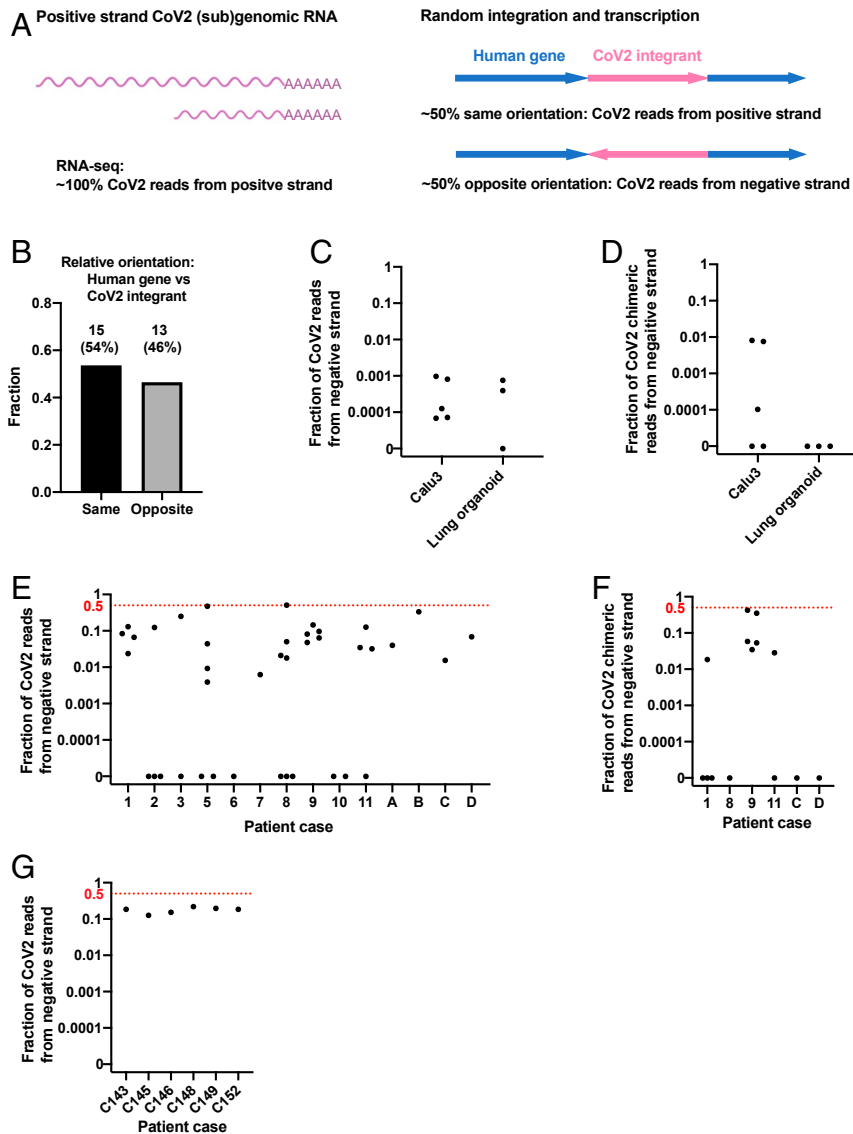 A
Positive strand CoV2 (sub)genomic RNA
AAAAAA
AAAAAA
RNA-seq:
~100% CoV2 reads from positve strand
Random integration and transcription
Human gene
CoV2 integrant
~50% same orientation: CoV2 reads from positive strand
~50% opposite orientation: CoV2 reads from negative strand
B
Relative orientation:
Human gene vs
CoV2 integrant
Fraction
0.8
0.6
0.4
0.2
0.0
15
(54%)
13
(46%)
Same
Opposite
C
Fraction of CoV2 reads
from negative strand
1
0.1
0.01
0.001
0.0001
0
Calu3
Lung organoid
D
Fraction of CoV2 chimeric
reads from negaitive strand
1
0.1
0.01
0.001
0.0001
0
Calu3
Lung organoid
E
Fraction of CoV2 reads
from negative strand
1
0.5
0.1
0.01
0.001
0.0001
0
1 2 3 5 6 7 8 9 10 11 A B C D
Patient case
F
Fraction of CoV2 chimeric
reads from negative strand
1
0.5
0.1
0.01
0.001
0.0001
0
1 8 9 11 C D
Patient case
G
Fraction of CoV2 reads
from negative strand
1
0.5
0.1
0.01
0.001
0.0001
0
C143 C145 C146 C148 C149 C152
Patient case